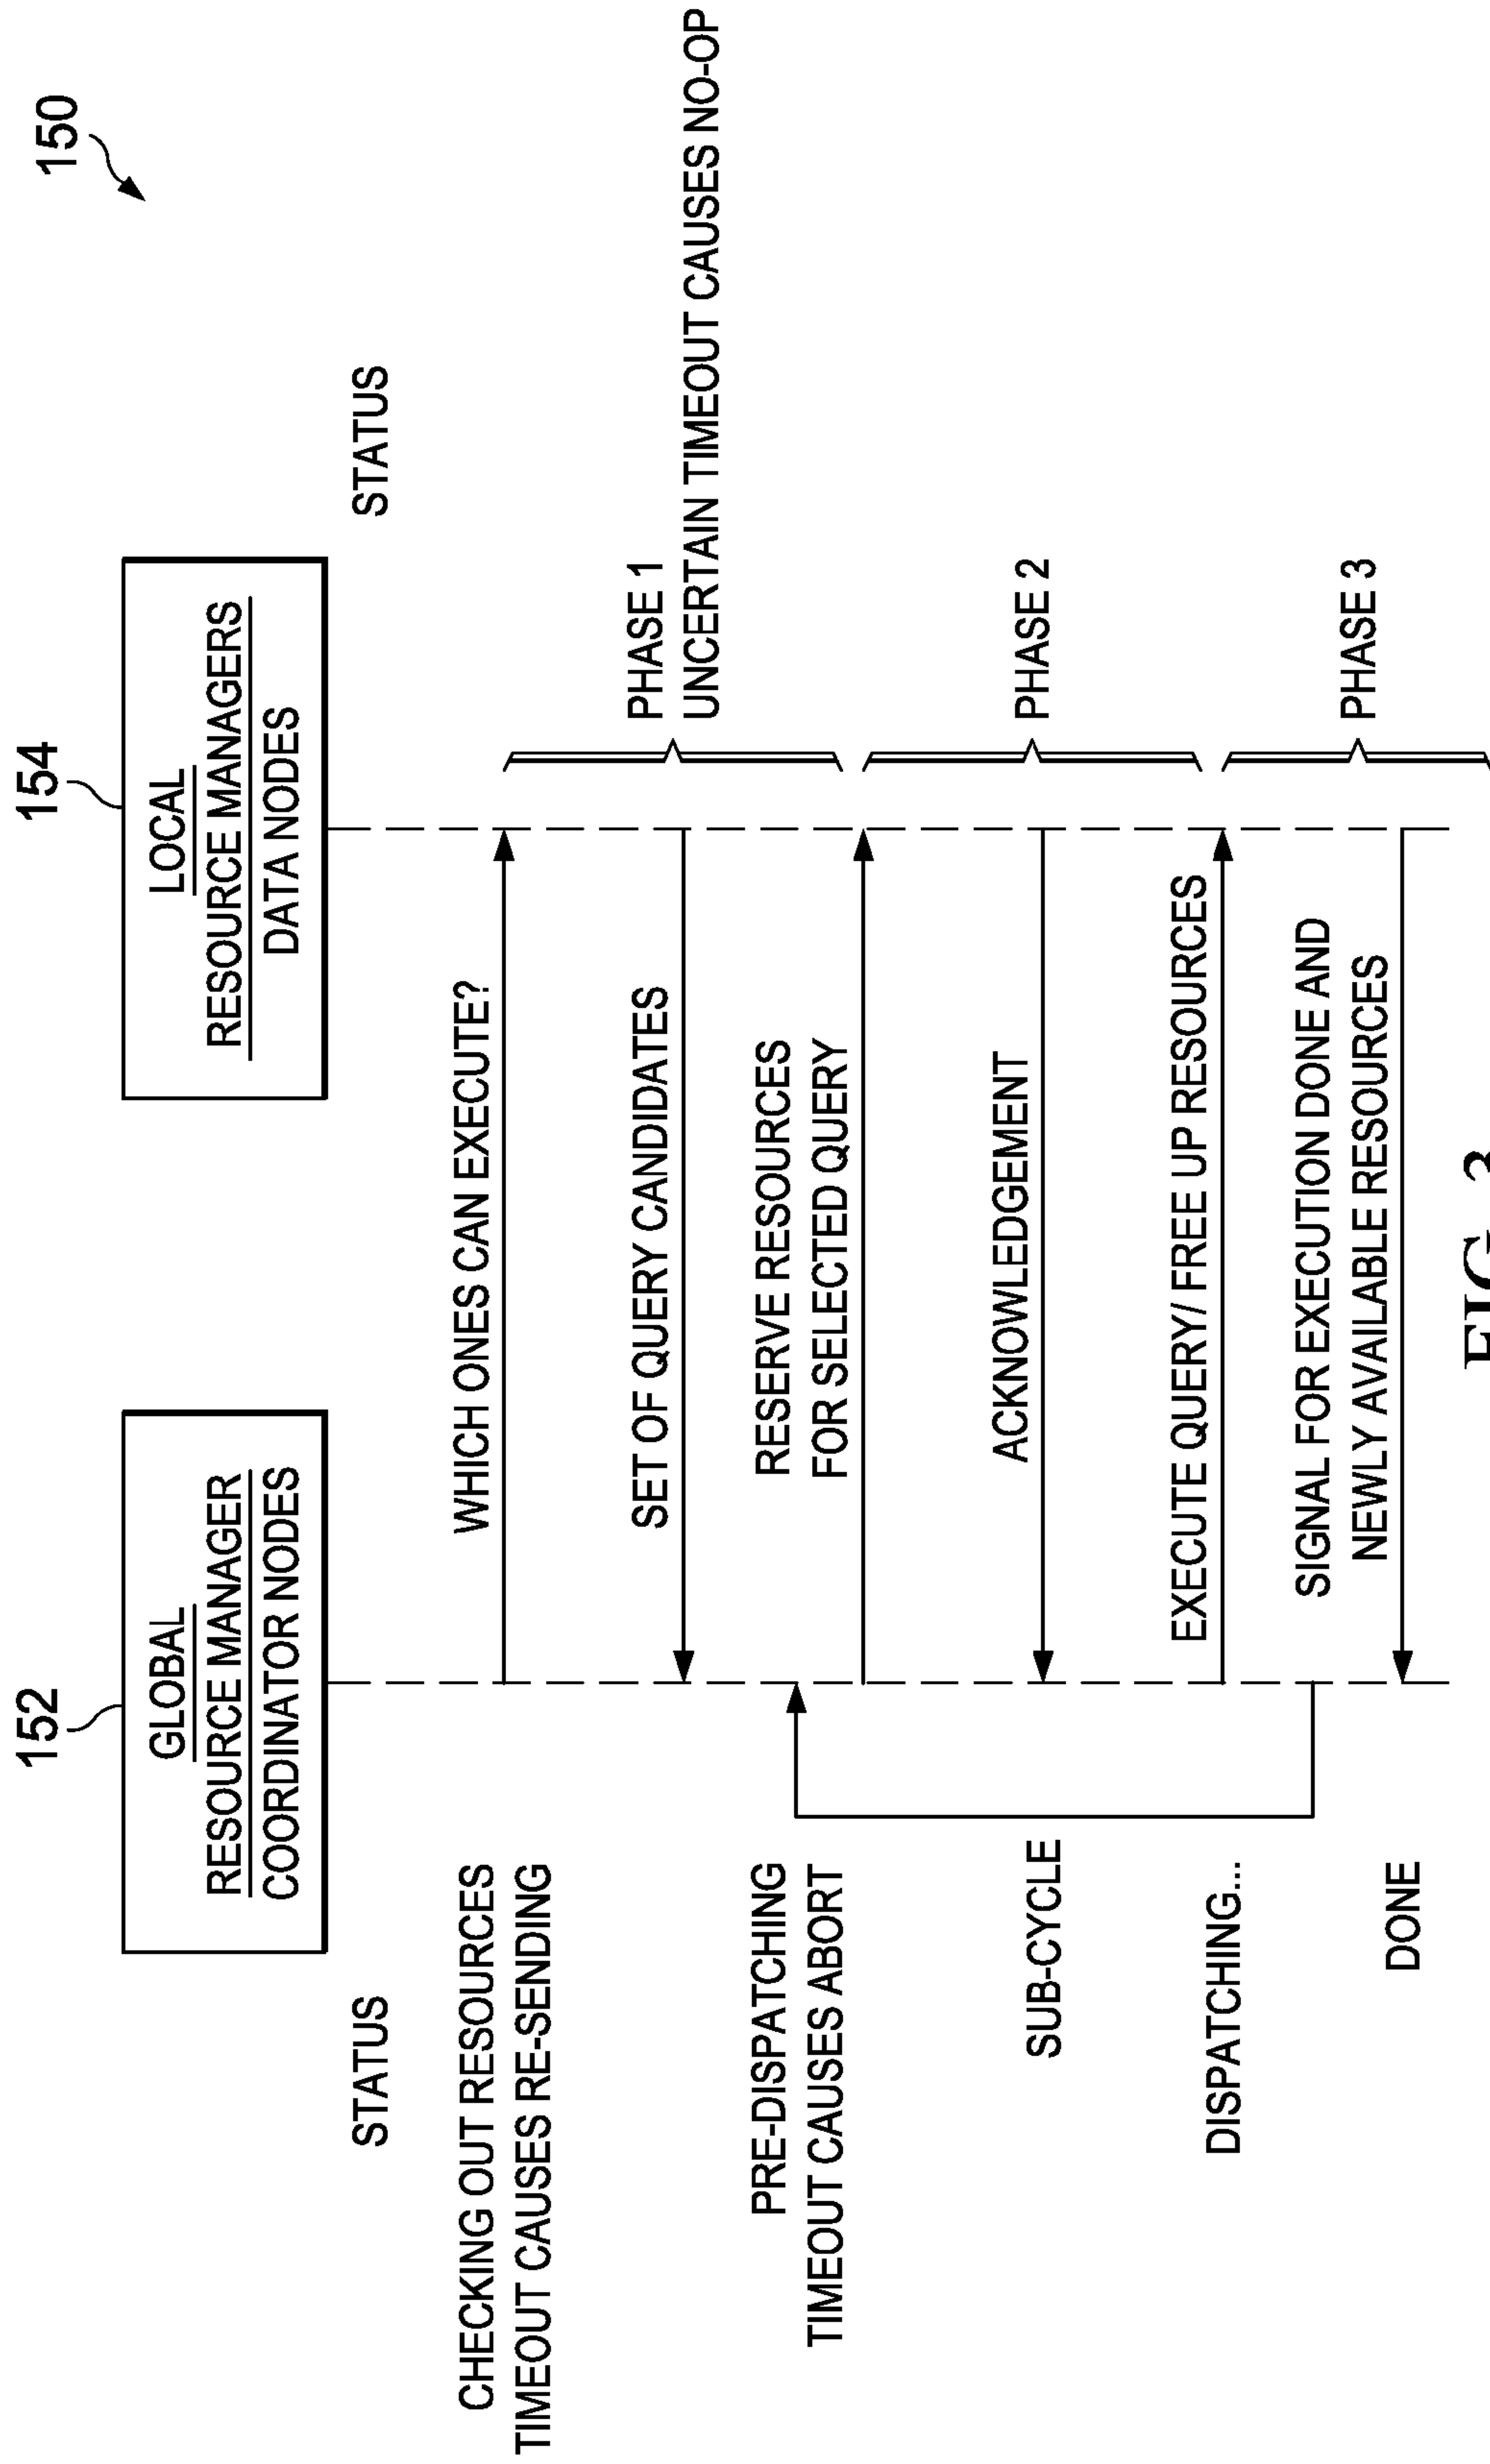 150
152
154
GLOBAL
RESOURCE MANAGER
COORDINATOR NODES
LOCAL
RESOURCE MANAGERS
DATA NODES
STATUS
STATUS
CHECKING OUT RESOURCES
TIMEOUT CAUSES RE-SENDING
WHICH ONES CAN EXECUTE?
SET OF QUERY CANDIDATES
PHASE 1
UNCERTAIN TIMEOUT CAUSES NO-OP
PRE-DISPATCHING
TIMEOUT CAUSES ABORT
RESERVE RESOURCES
FOR SELECTED QUERY
SUB-CYCLE
ACKNOWLEDGEMENT
PHASE 2
DISPATCHING...
EXECUTE QUERY/ FREE UP RESOURCES
SIGNAL FOR EXECUTION DONE AND
NEWLY AVAILABLE RESOURCES
PHASE 3
DONE
FIG. 3